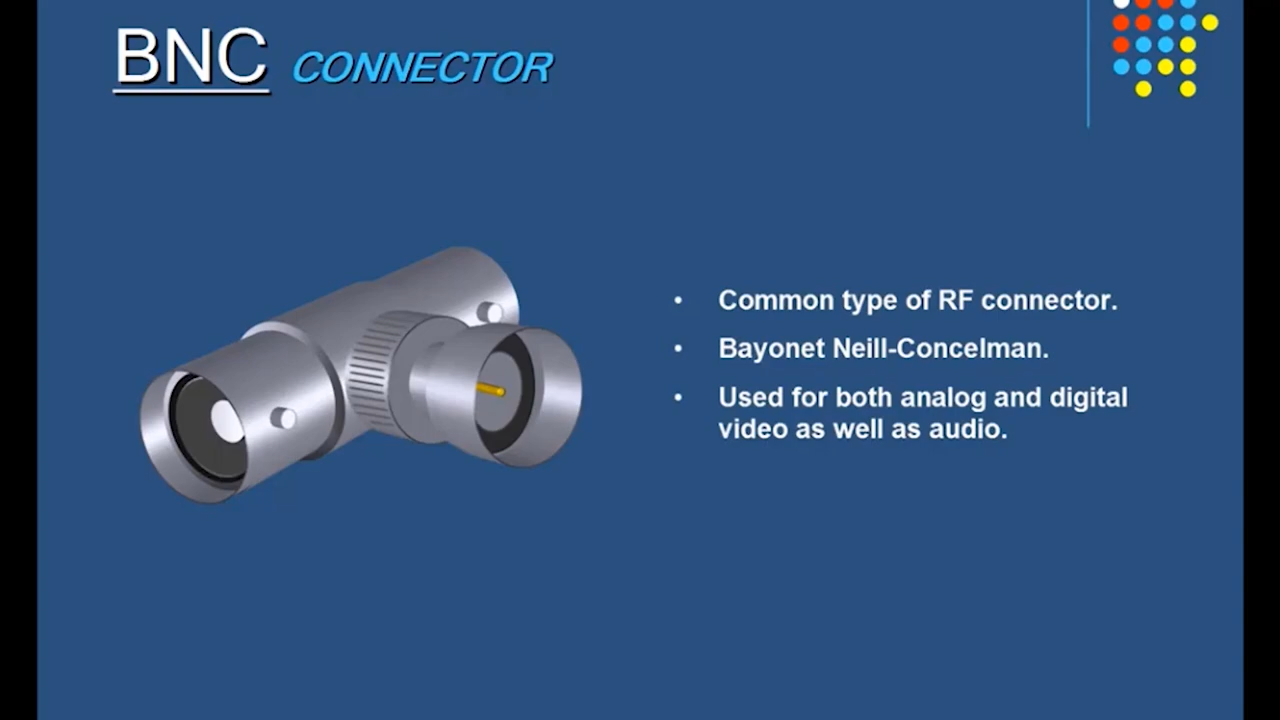 BNC CONNECTOR
• Common type of RF connector.
• Bayonet Neill-Concelman.
• Used for both analog and digital
video as well as audio.